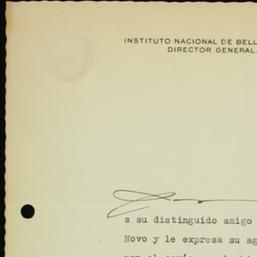 INSTITUTO NACIONAL DE BELL
DIRECTOR GENERAL
a su distinguido amigo
Novo y le expresa su ag